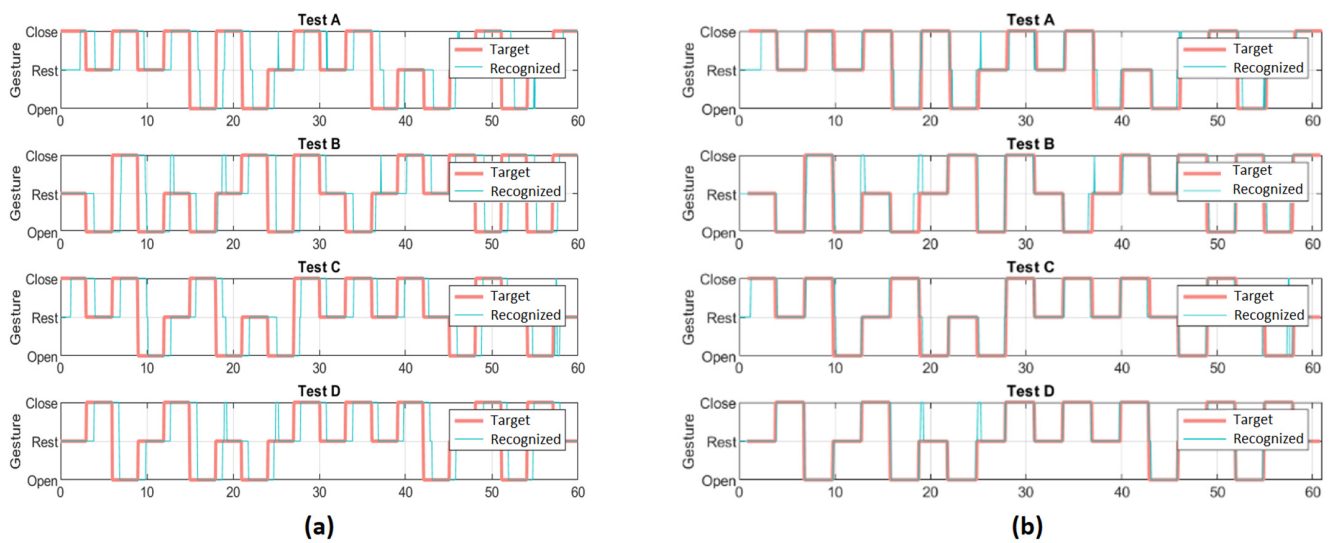 Test A
Close
Rest
Open
Gesture
Target
Recognized
0 10 20 30 40 50 60
Test B
Close
Rest
Open
Gesture
Target
Recognized
0 10 20 30 40 50 60
Test C
Close
Rest
Open
Gesture
Target
Recognized
0 10 20 30 40 50 60
Test D
Close
Rest
Open
Gesture
Target
Recognized
0 10 20 30 40 50 60
(a)
Test A
Close
Rest
Open
Gesture
Target
Recognized
0 10 20 30 40 50 60
Test B
Close
Rest
Open
Gesture
Target
Recognized
0 10 20 30 40 50 60
Test C
Close
Rest
Open
Gesture
Target
Recognized
0 10 20 30 40 50 60
Test D
Close
Rest
Open
Gesture
Target
Recognized
0 10 20 30 40 50 60
(b)